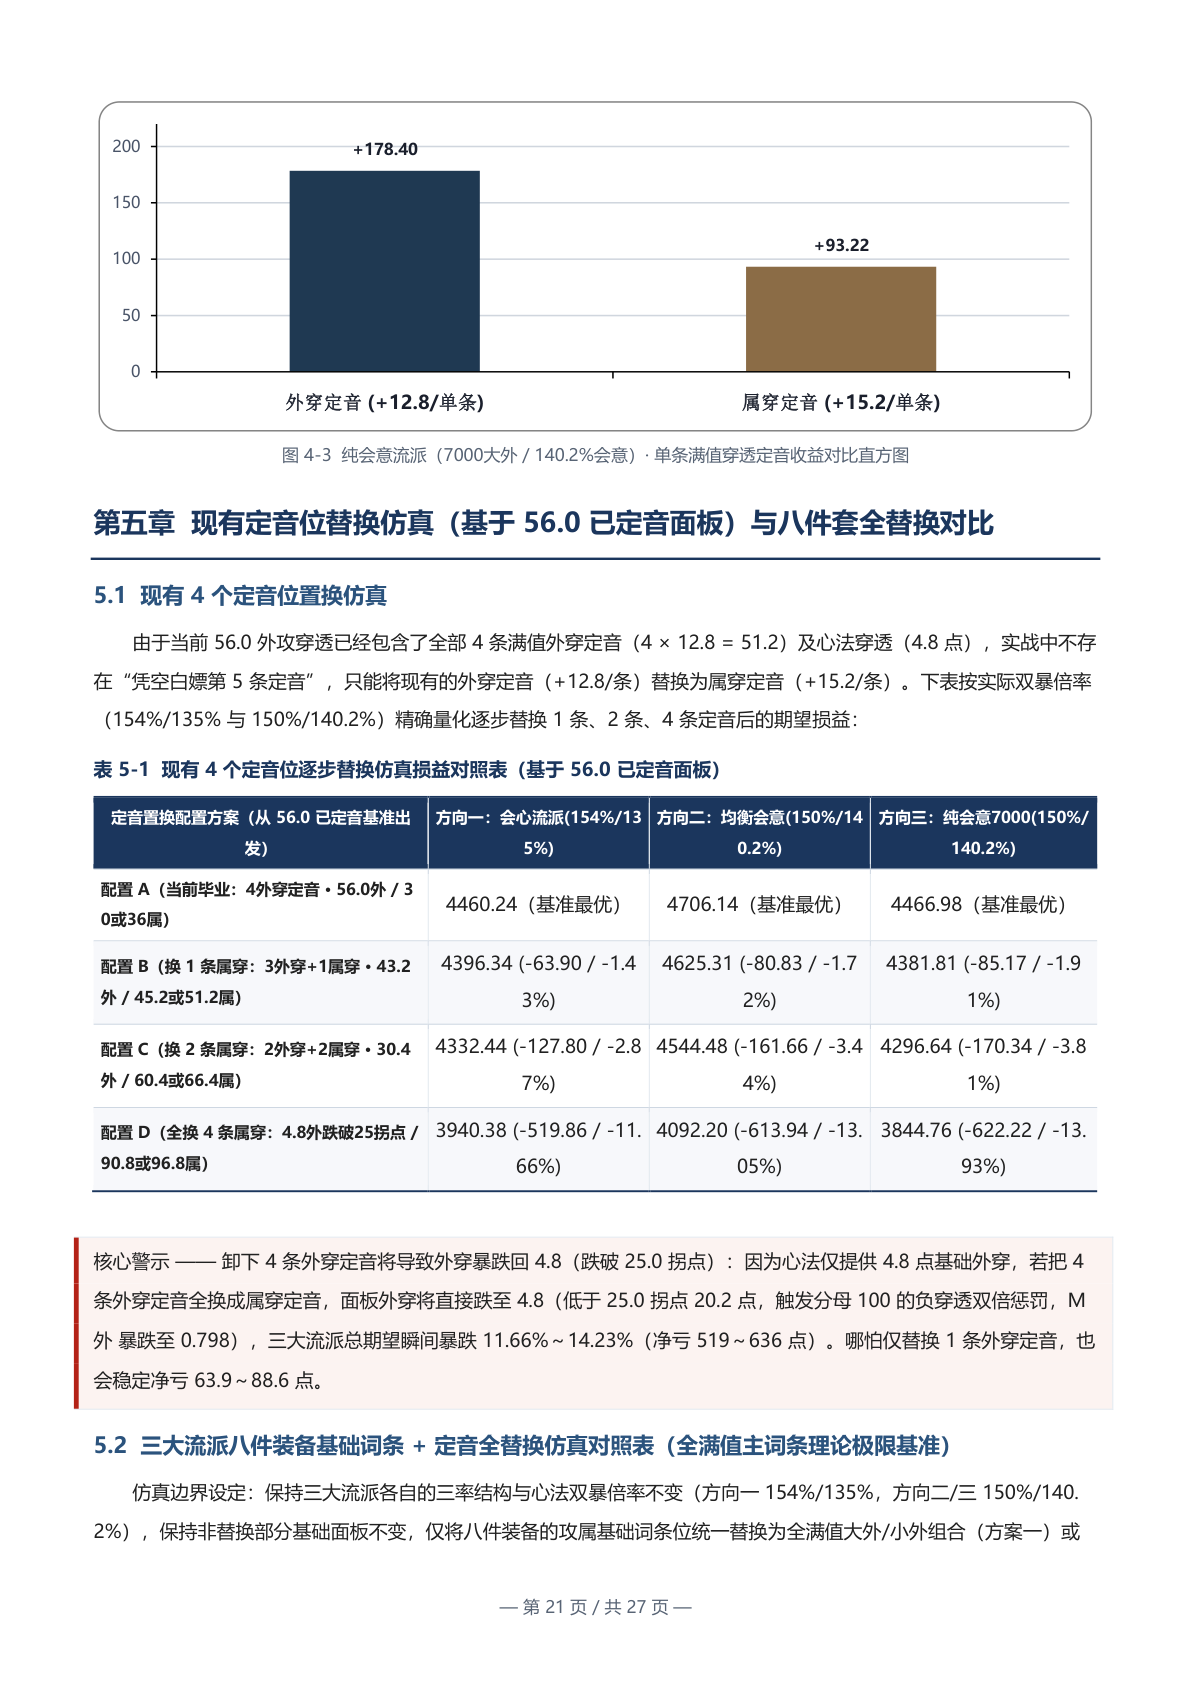 200
150
100
50
0
+178.40
+93.22
外穿定音 (+12.8/单条)
属穿定音 (+15.2/单条)
图 4-3 纯会意流派（7000大外 / 140.2%会意）· 单条满值穿透定音收益对比直方图
第五章 现有定音位替换仿真（基于 56.0 已定音面板）与八件套全替换对比
5.1 现有 4 个定音位置换仿真
由于当前 56.0 外攻穿透已经包含了全部 4 条满值外穿定音（4 × 12.8 = 51.2）及心法穿透（4.8 点），实战中不存
在“凭空白嫖第 5 条定音”，只能将现有的外穿定音（+12.8/条）替换为属穿定音（+15.2/条）。下表按实际双暴倍率
（154%/135% 与 150%/140.2%）精确量化逐步替换 1 条、2 条、4 条定音后的期望损益：
表 5-1 现有 4 个定音位逐步替换仿真损益对照表（基于 56.0 已定音面板）
定音置换配置方案（从 56.0 已定音基准出
发）
方向一：会心流派(154%/13
5%)
方向二：均衡会意(150%/14
0.2%)
方向三：纯会意7000(150%/
140.2%)
配置 A（当前毕业：4外穿定音 • 56.0外 / 3
0或36属）
4460.24（基准最优）
4706.14（基准最优）
4466.98（基准最优）
配置 B（换 1 条属穿：3外穿+1属穿 • 43.2
外 / 45.2或51.2属）
4396.34 (-63.90 / -1.4
3%)
4625.31 (-80.83 / -1.7
2%)
4381.81 (-85.17 / -1.9
1%)
配置 C（换 2 条属穿：2外穿+2属穿 • 30.4
外 / 60.4或66.4属）
4332.44 (-127.80 / -2.8
7%)
4544.48 (-161.66 / -3.4
4%)
4296.64 (-170.34 / -3.8
1%)
配置 D（全换 4 条属穿：4.8外跌破25拐点 /
90.8或96.8属）
3940.38 (-519.86 / -11.
66%)
4092.20 (-613.94 / -13.
05%)
3844.76 (-622.22 / -13.
93%)
核心警示 —— 卸下 4 条外穿定音将导致外穿暴跌回 4.8（跌破 25.0 拐点）：因为心法仅提供 4.8 点基础外穿，若把 4
条外穿定音全换成属穿定音，面板外穿将直接跌至 4.8（低于 25.0 拐点 20.2 点，触发分母 100 的负穿透双倍惩罚，M
外 暴跌至 0.798），三大流派总期望瞬间暴跌 11.66%～14.23%（净亏 519～636 点）。哪怕仅替换 1 条外穿定音，也
会稳定净亏 63.9～88.6 点。
5.2 三大流派八件装备基础词条 + 定音全替换仿真对照表（全满值主词条理论极限基准）
仿真边界设定：保持三大流派各自的三率结构与心法双暴倍率不变（方向一 154%/135%，方向二/三 150%/140.
2%），保持非替换部分基础面板不变，仅将八件装备的攻属基础词条位统一替换为全满值大外/小外组合（方案一）或
— 第 21 页 / 共 27 页 —